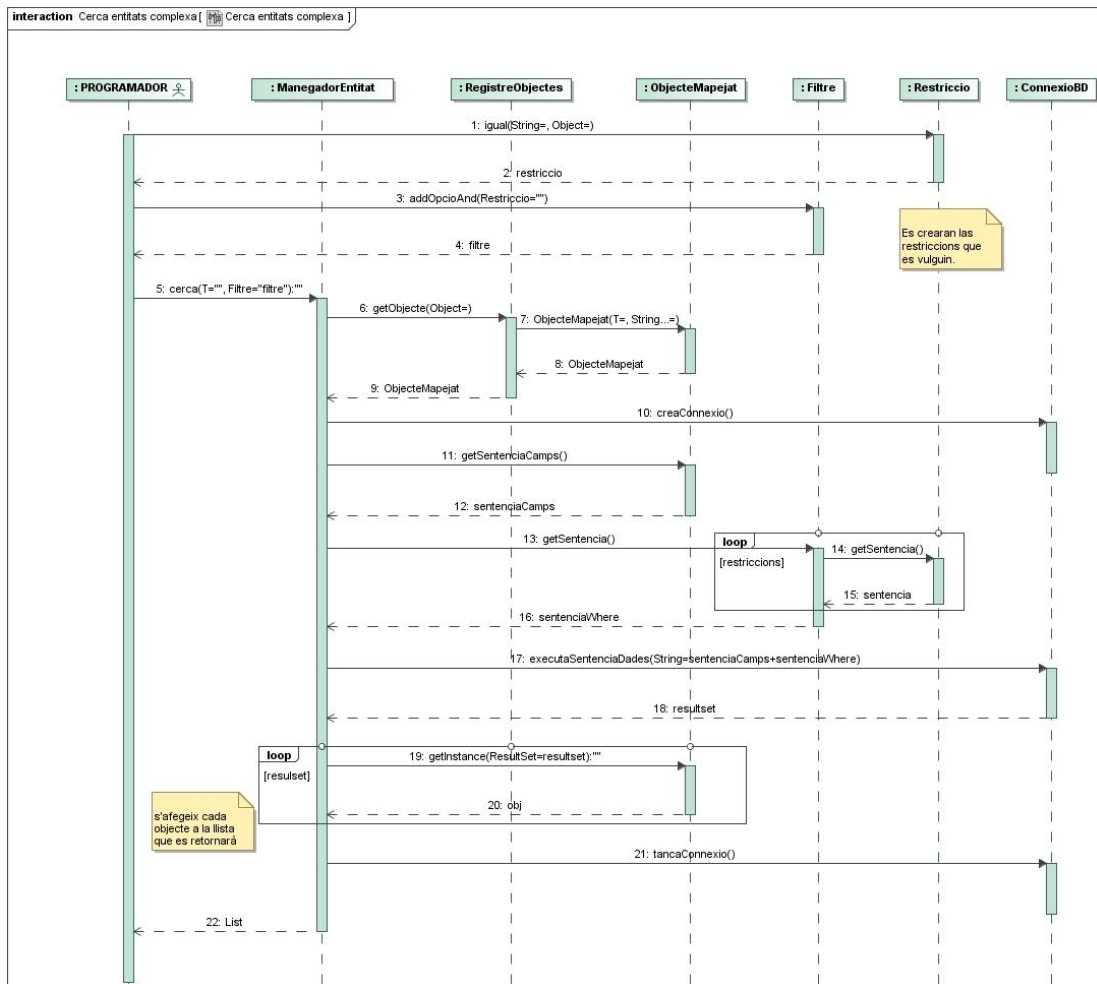 interaction Cerca entitats complexa [ Cerca entitats complexa ]
: PROGRAMADOR
: ManegadorEntitat
: RegistreObjectes
: ObjecteMapejat
: Filtre
: Restriccio
: ConnexioBD
1: igual(String=, Object=)
2: restriccio
3: addOpcioAnd(Restriccio="")
Es crearan las
restriccions que
es vulguin.
4: filtre
5: cerca(T="", Filtre="filtre"):""
6: getObjecte(Object=)
7: ObjecteMapejat(T=, String...=)
8: ObjecteMapejat
9: ObjecteMapejat
10: creaConnexio()
11: getSentenciaCamps()
12: sentenciaCamps
13: getSentencia()
loop
[restriccions]
14: getSentencia()
15: sentencia
16: sentenciaWhere
17: executaSentenciaDades(String=sentenciaCamps+sentenciaWhere)
18: resultset
loop
[resulset]
19: getInstance(ResultSet=resultset):""
20: obj
s'afegeix cada
objecte a la llista
que es retornarà
21: tancaConnexio()
22: List